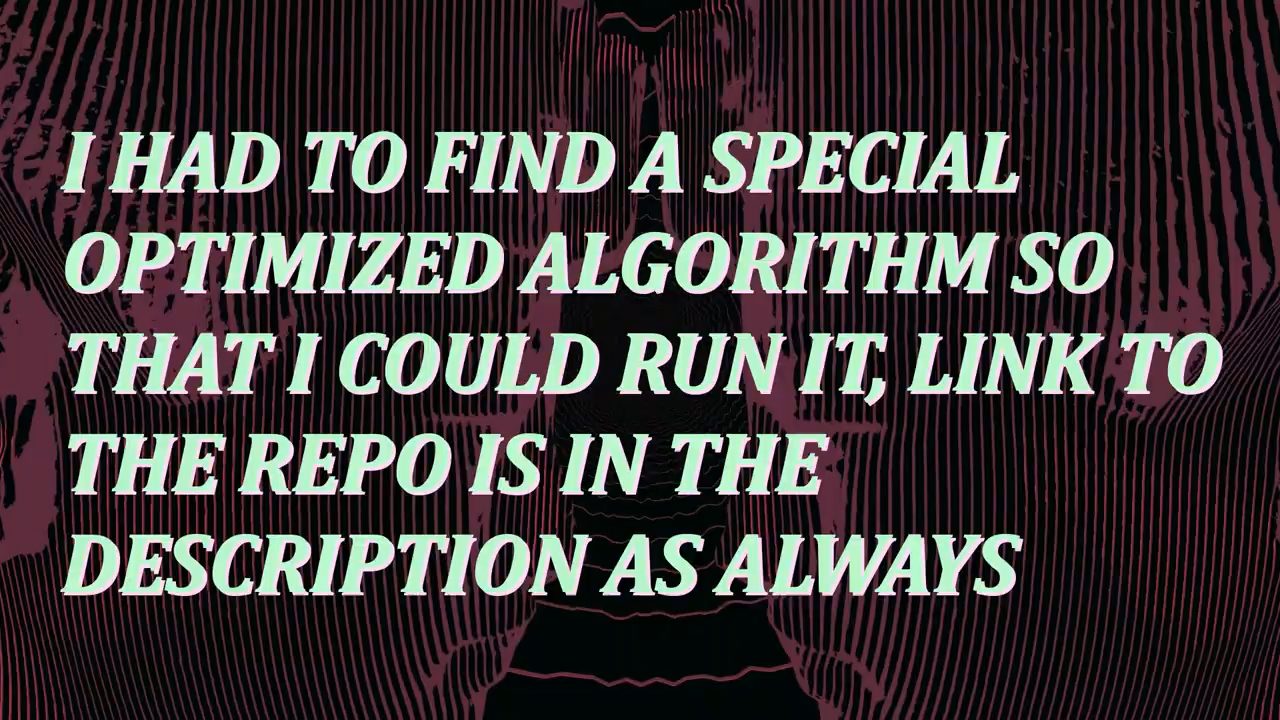 I HAD TO FIND A SPECIAL
OPTIMIZED ALGORITHM SO
THAT I COULD RUN IT, LINK TO
THE REPO IS IN THE
DESCRIPTION AS ALWAYS